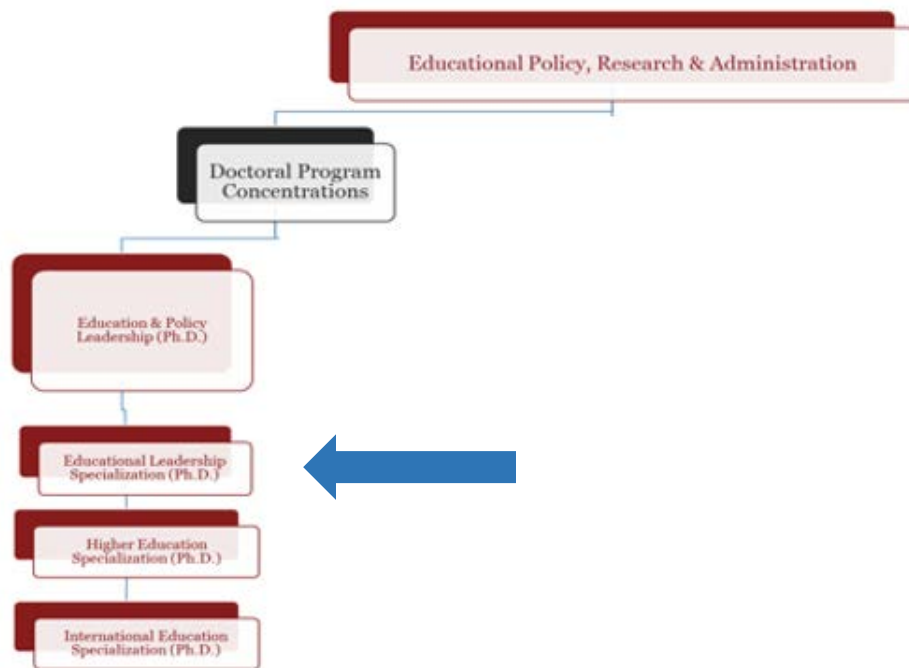 Educational Policy, Research & Administration
Doctoral Program
Concentrations
Education & Policy
Leadership (Ph.D.)
Educational Leadership
Specialization (Ph.D.)
Higher Education
Specialization (Ph.D.)
International Education
Specialization (Ph.D.)